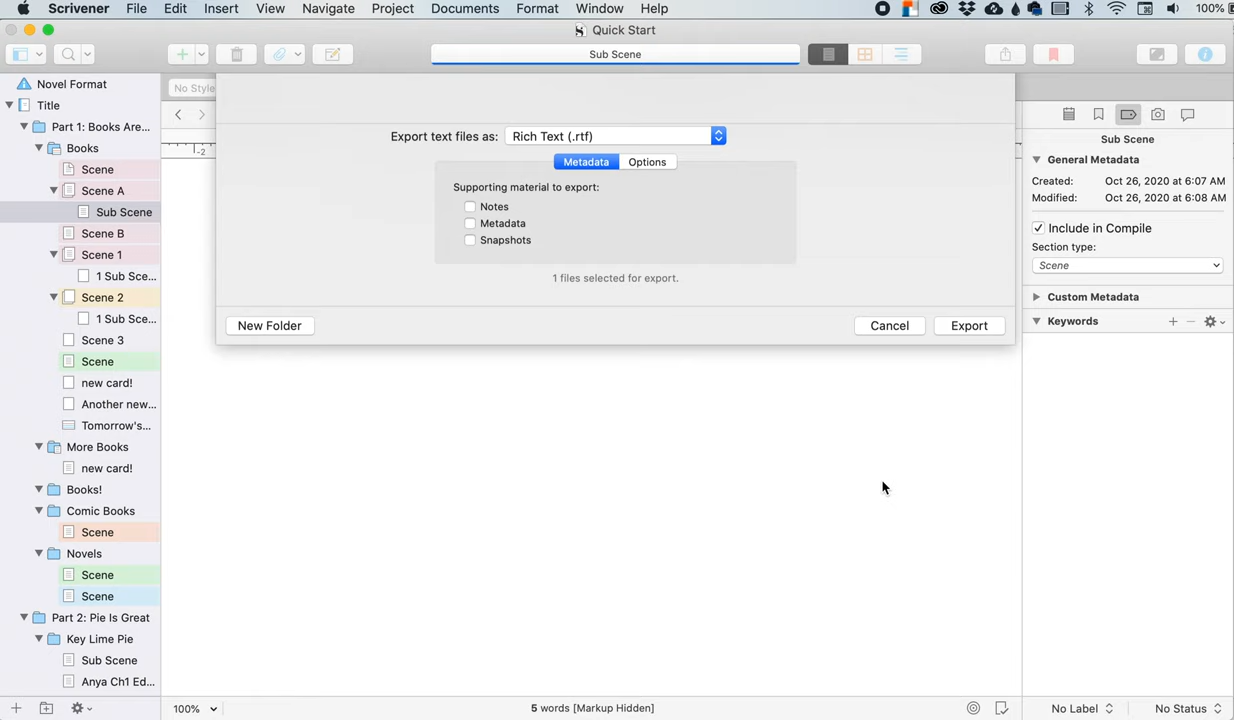 Scrivener File Edit Insert View Navigate Project Documents Format Window Help 100%
Quick Start
Sub Scene
Novel Format
Title
Part 1: Books Are...
Books
Scene
Scene A
Sub Scene
Scene B
Scene 1
1 Sub Sce...
Scene 2
1 Sub Sce...
Scene 3
Scene
new card!
Another new...
Tomorrow's...
More Books
new card!
Books!
Comic Books
Scene
Novels
Scene
Scene
Part 2: Pie Is Great
Key Lime Pie
Sub Scene
Anya Ch1 Ed...
No Style
-2
Export text files as: Rich Text (.rtf)
Metadata Options
Supporting material to export:
Notes
Metadata
Snapshots
1 files selected for export.
New Folder Cancel Export
Sub Scene
General Metadata
Created: Oct 26, 2020 at 6:07 AM
Modified: Oct 26, 2020 at 6:08 AM
Include in Compile
Section type:
Scene
Custom Metadata
Keywords
100% 5 words [Markup Hidden] No Label No Status